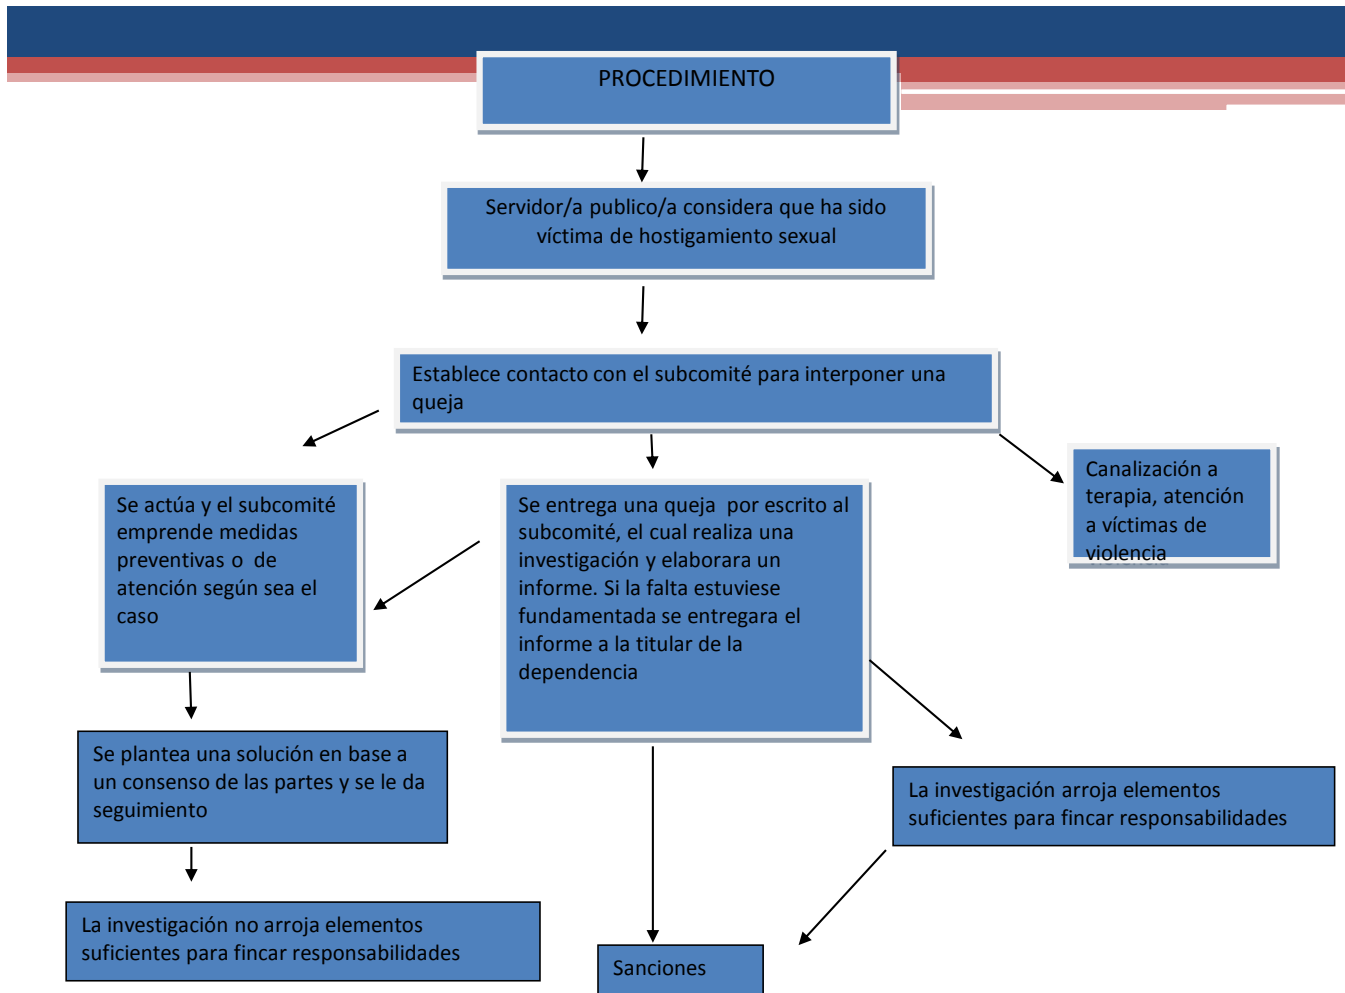 PROCEDIMIENTO
Servidor/a publico/a considera que ha sido
víctima de hostigamiento sexual
Establece contacto con el subcomité para interponer una
queja
Se actúa y el subcomité
emprende medidas
preventivas o  de
atención según sea el
caso
Se entrega una queja  por escrito al
subcomité, el cual realiza una
investigación y elaborara un
informe. Si la falta estuviese
fundamentada se entregara el
informe a la titular de la
dependencia
Canalización a
terapia, atención
a víctimas de
violencia
Se plantea una solución en base a
un consenso de las partes y se le da
seguimiento
La investigación arroja elementos
suficientes para fincar responsabilidades
La investigación no arroja elementos
suficientes para fincar responsabilidades
Sanciones